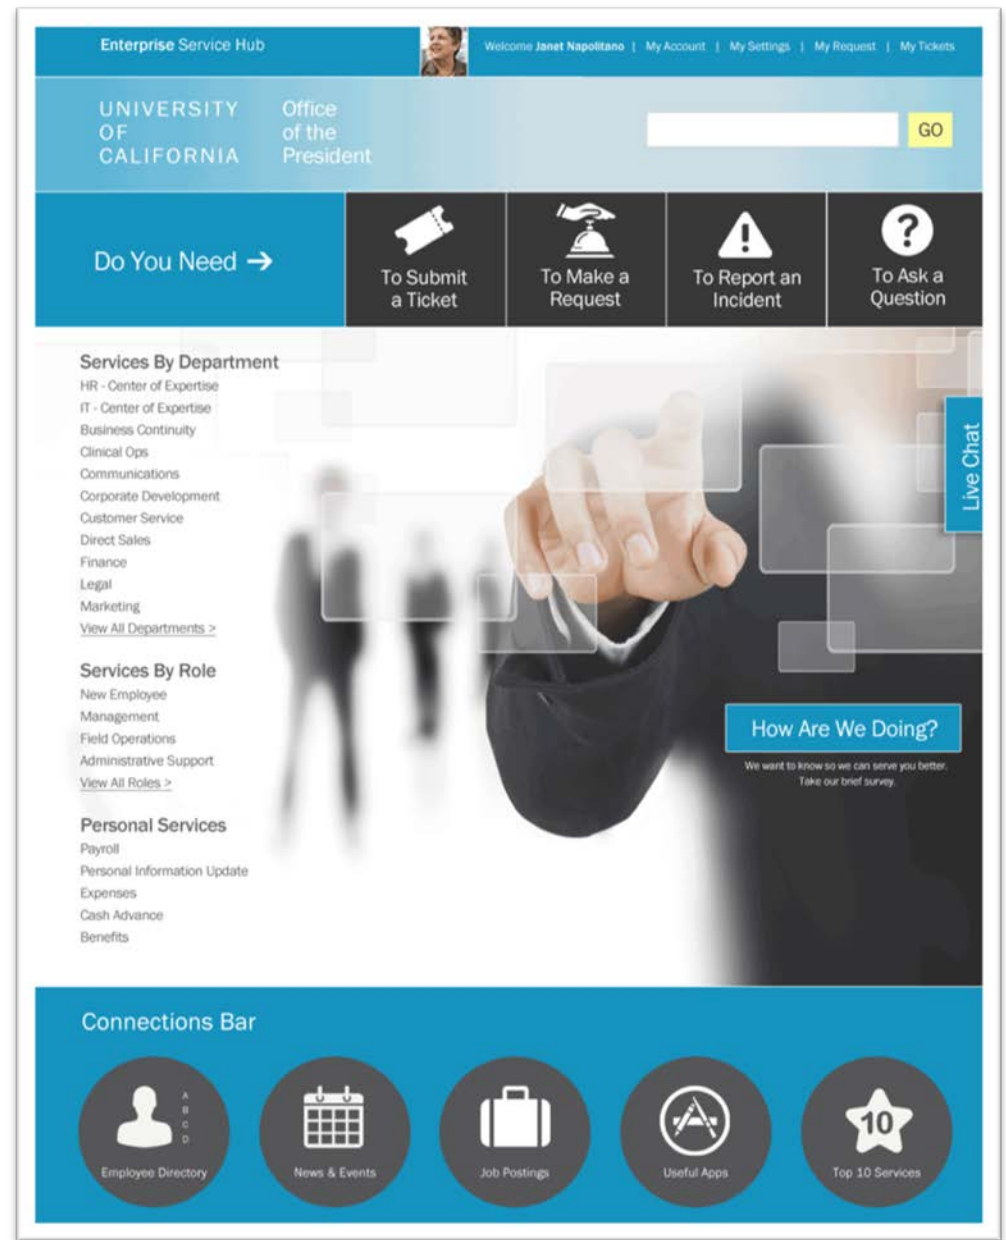 Enterprise Service Hub
Welcome Janet Napolitano | My Account | My Settings | My Request | My Tickets
UNIVERSITY
OF
CALIFORNIA
Office
of the
President
GO
Do You Need →
To Submit
a Ticket
To Make a
Request
!
To Report an
Incident
?
To Ask a
Question
Services By Department
HR - Center of Expertise
IT - Center of Expertise
Business Continuity
Clinical Ops
Communications
Corporate Development
Customer Service
Direct Sales
Finance
Legal
Marketing
View All Departments >
Services By Role
New Employee
Management
Field Operations
Administrative Support
View All Roles >
Personal Services
Payroll
Personal Information Update
Expenses
Cash Advance
Benefits
Live Chat
How Are We Doing?
We want to know so we can serve you better.
Take our brief survey.
Connections Bar
A
B
C
D
Employee Directory
News & Events
Job Postings
Useful Apps
10
Top 10 Services